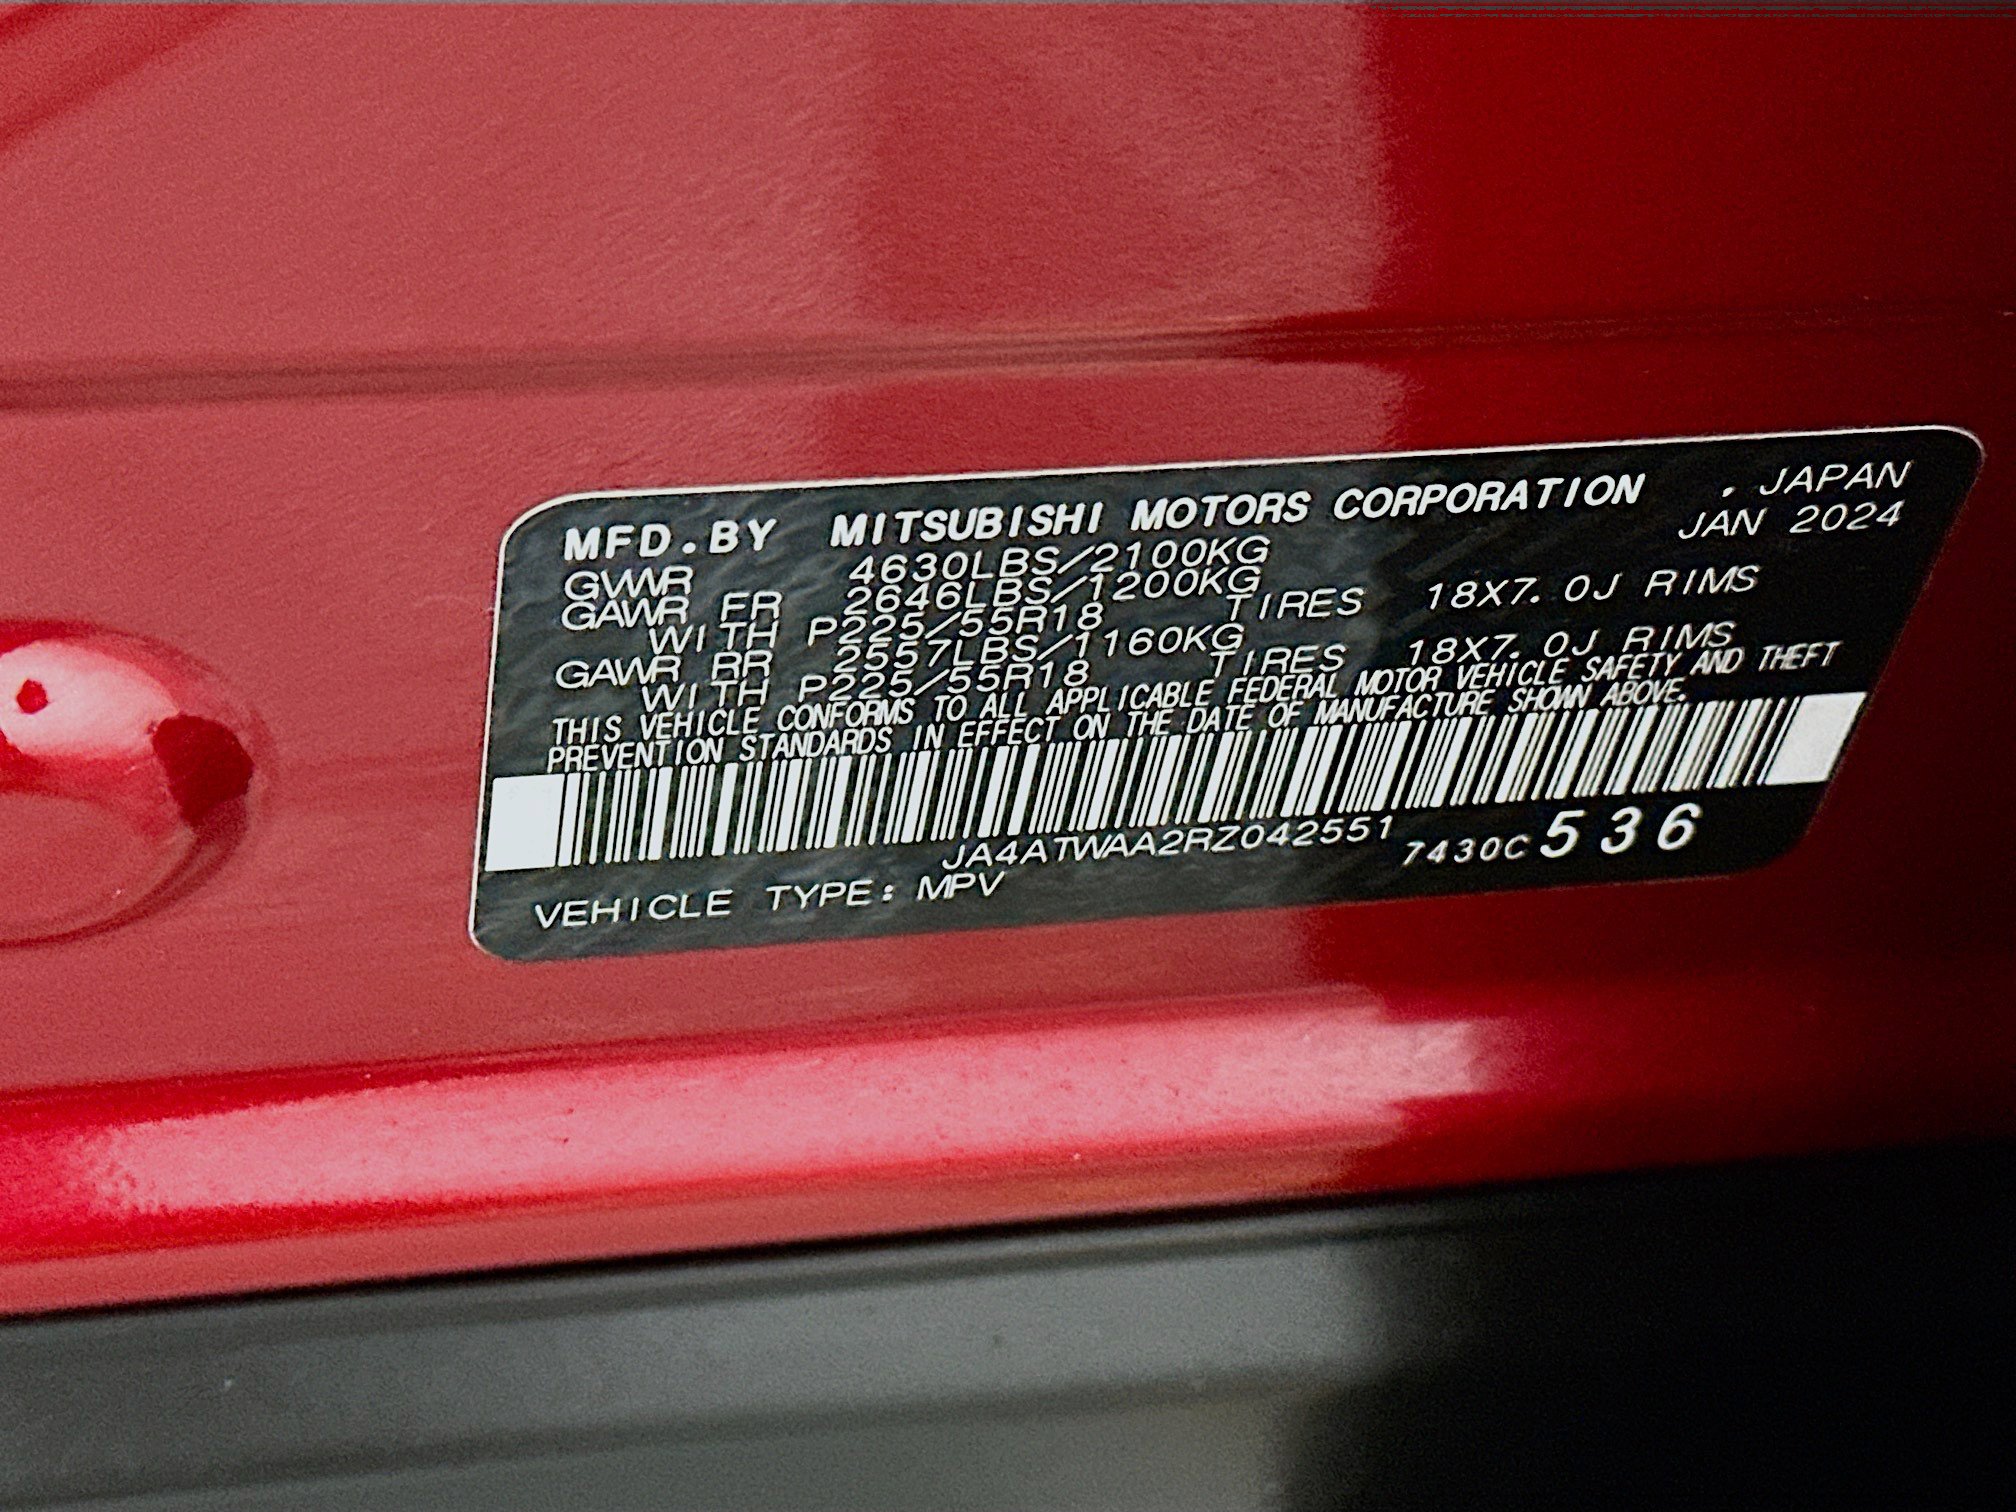 MFD.BY MITSUBISHI MOTORS CORPORATION . JAPAN
JAN 2024
GVWR 4630LBS/2100KG
GAWR FR 2646LBS/1200KG
WITH P225/55R18 TIRES 18X7.0J RIMS
GAWR RR 2557LBS/1160KG
WITH P225/55R18 TIRES 18X7.0J RIMS
THIS VEHICLE CONFORMS TO ALL APPLICABLE FEDERAL MOTOR VEHICLE SAFETY AND THEFT
PREVENTION STANDARDS IN EFFECT ON THE DATE OF MANUFACTURE SHOWN ABOVE.
JA4ATWAA2RZ042551 7430C 536
VEHICLE TYPE: MPV